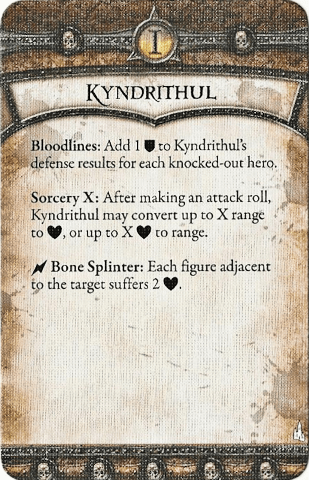 I
KYNDRITHUL
Bloodlines: Add 1 to Kyndrithul's
defense results for each knocked-out hero.
Sorcery X: After making an attack roll,
Kyndrithul may convert up to X range
to , or up to X to range.
Bone Splinter: Each figure adjacent
to the target suffers 2 .